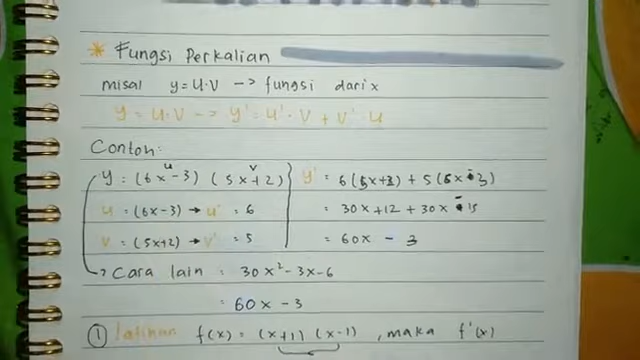 * Fungsi Perkalian
misal y = u·v → fungsi dari x
y = u·v → y' = u'·v + v'·u
Contoh:
y = (6x-3) (5x+2) u v
y' = 6(5x+2) + 5(6x-3)
u = (6x-3) → u' = 6
= 30x+12 + 30x - 15
v = (5x+2) → v' = 5
= 60x - 3
→ Cara lain : 30x² - 3x - 6
= 60x - 3
① latihan f(x) = (x+1) (x-1) , maka f'(x)